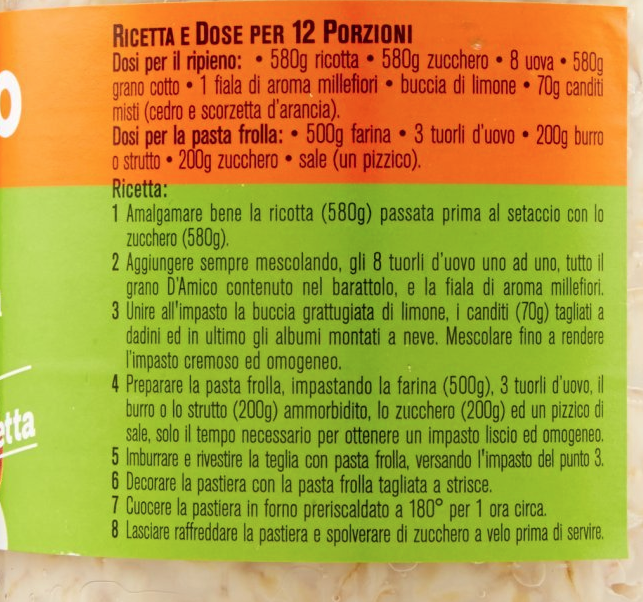 RICETTA E DOSE PER 12 PORZIONI
Dosi per il ripieno: • 580g ricotta • 580g zucchero • 8 uova • 580g
grano cotto • 1 fiala di aroma millefiori • buccia di limone • 70g canditi
misti (cedro e scorzetta d'arancia).
Dosi per la pasta frolla: • 500g farina • 3 tuorli d'uovo • 200g burro
o strutto • 200g zucchero • sale (un pizzico).
Ricetta:
1 Amalgamare bene la ricotta (580g) passata prima al setaccio con lo
zucchero (580g).
2 Aggiungere sempre mescolando, gli 8 tuorli d'uovo uno ad uno, tutto il
grano D'Amico contenuto nel barattolo, e la fiala di aroma millefiori.
3 Unire all'impasto la buccia grattugiata di limone, i canditi (70g) tagliati a
dadini ed in ultimo gli albumi montati a neve. Mescolare fino a rendere
l'impasto cremoso ed omogeneo.
4 Preparare la pasta frolla, impastando la farina (500g), 3 tuorli d'uovo, il
burro o lo strutto (200g) ammorbidito, lo zucchero (200g) ed un pizzico di
sale, solo il tempo necessario per ottenere un impasto liscio ed omogeneo.
5 Imburrare e rivestire la teglia con pasta frolla, versando l'impasto del punto 3.
6 Decorare la pastiera con la pasta frolla tagliata a strisce.
7 Cuocere la pastiera in forno preriscaldato a 180° per 1 ora circa.
8 Lasciare raffreddare la pastiera e spolverare di zucchero a velo prima di servire.